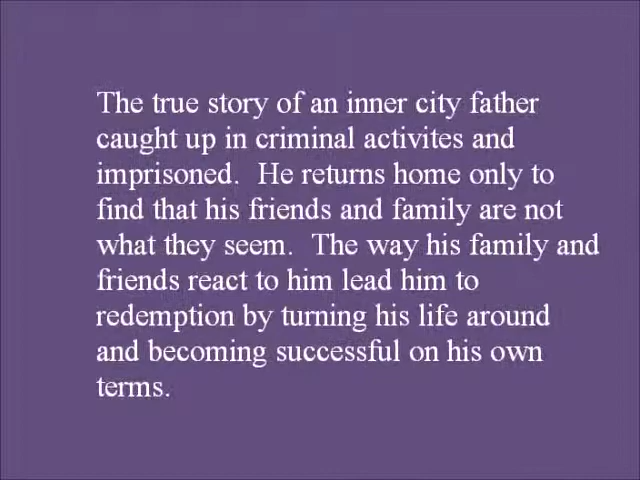 The true story of an inner city father
caught up in criminal activites and
imprisoned.  He returns home only to
find that his friends and family are not
what they seem.  The way his family and
friends react to him lead him to
redemption by turning his life around
and becoming successful on his own
terms.